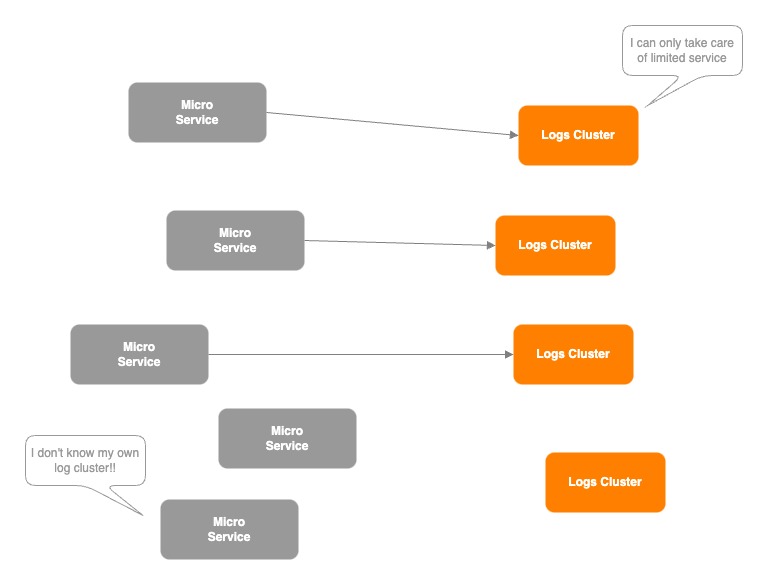 I can only take care
of limited service
Micro
Service
Logs Cluster
Micro
Service
Logs Cluster
Micro
Service
Logs Cluster
Micro
Service
I don't know my own
log cluster!!
Logs Cluster
Micro
Service